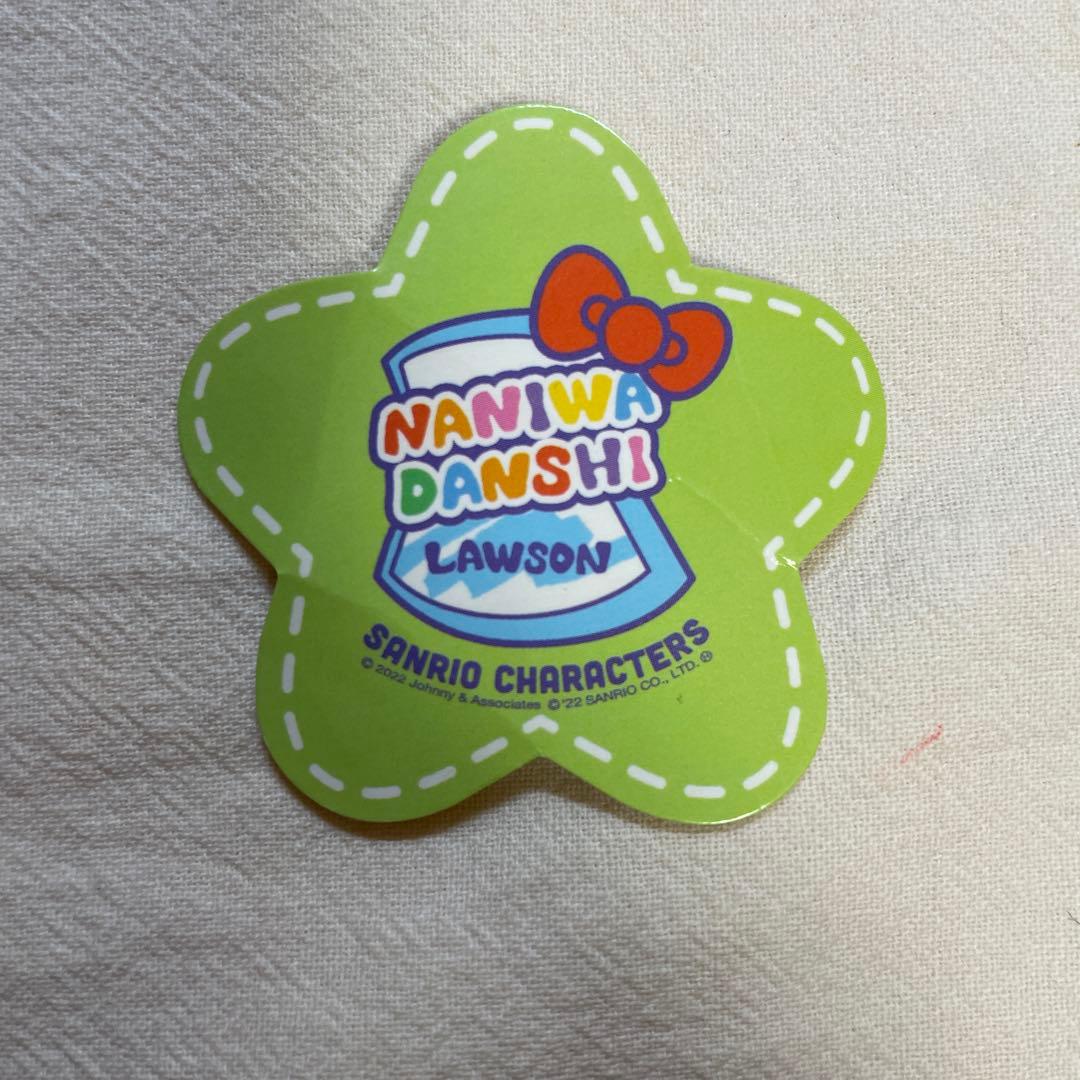 NANIWA
DANSHI
LAWSON
SANRIO CHARACTERS
© 2022 Johnny & Associates © '22 SANRIO CO., LTD. Ⓗ